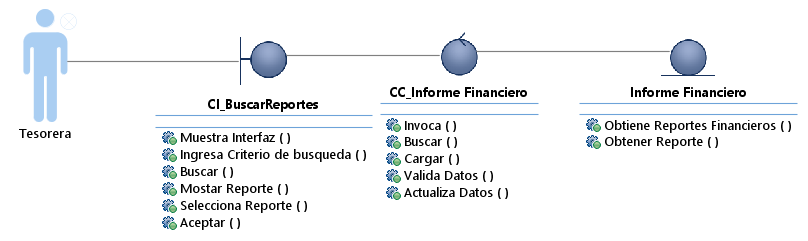 Tesorera
CI_BuscarReportes
Muestra Interfaz ( )
Ingresa Criterio de busqueda ( )
Buscar ( )
Mostar Reporte ( )
Selecciona Reporte ( )
Aceptar ( )
CC_Informe Financiero
Invoca ( )
Buscar ( )
Cargar ( )
Valida Datos ( )
Actualiza Datos ( )
Informe Financiero
Obtiene Reportes Financieros ( )
Obtener Reporte ( )